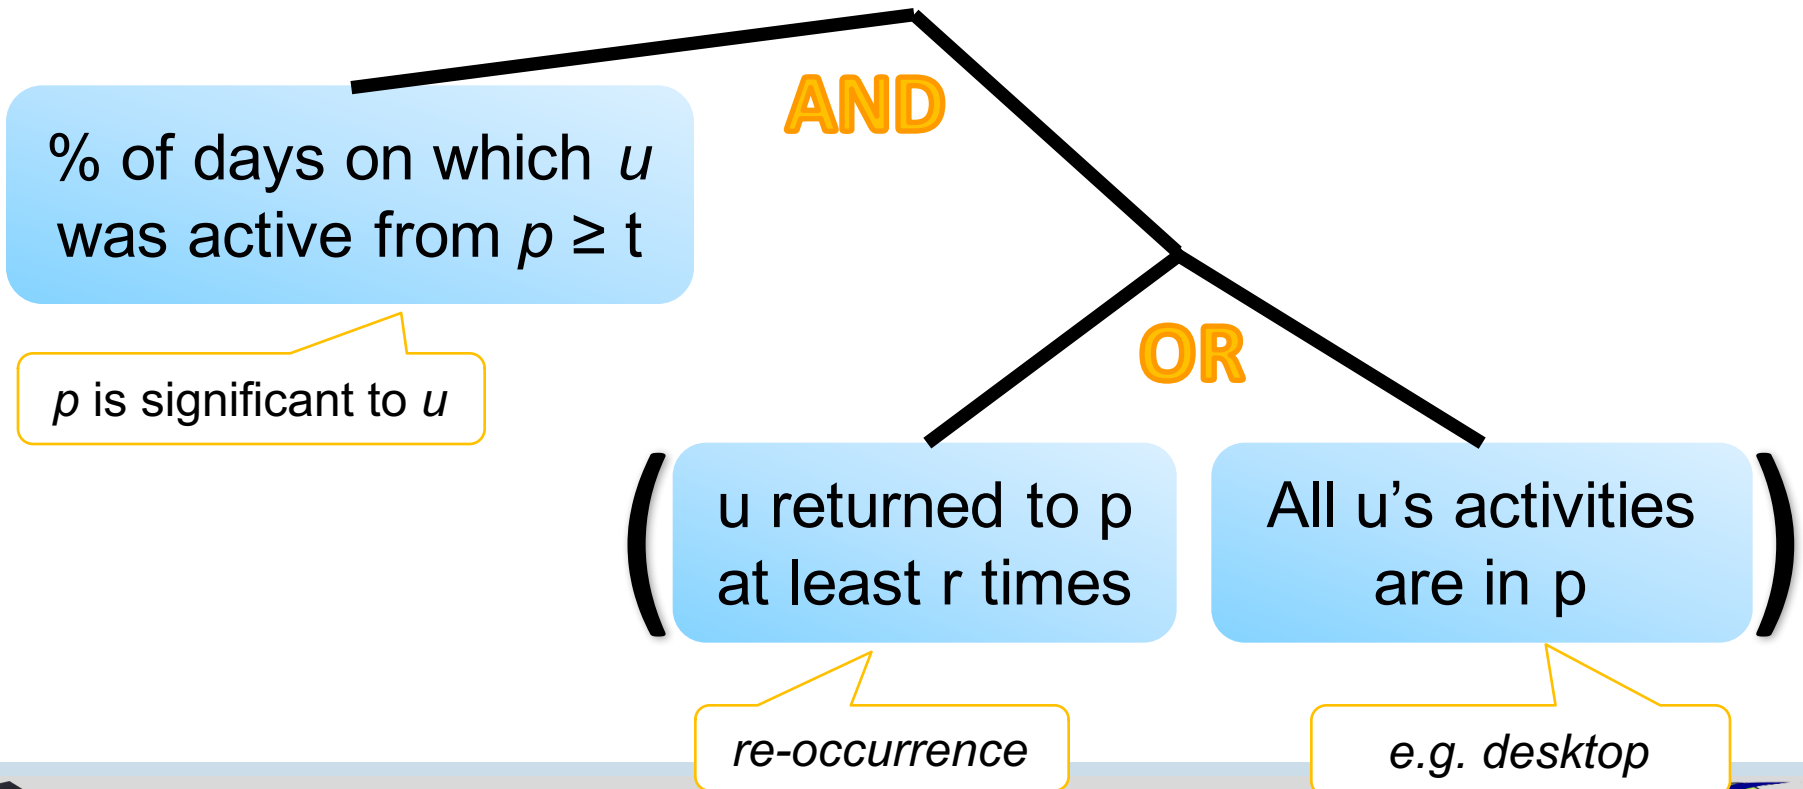 AND
% of days on which u
was active from p ≥ t
p is significant to u
OR
(
u returned to p
at least r times
All u’s activities
are in p
)
re-occurrence
e.g. desktop